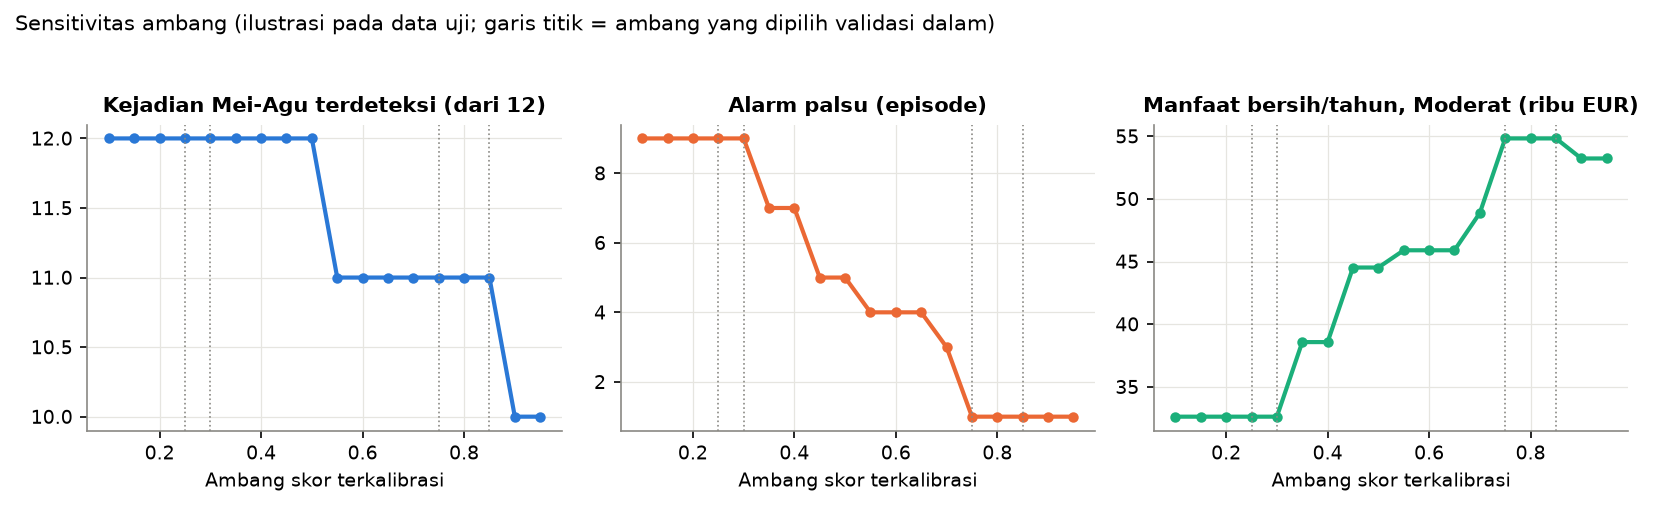 Sensitivitas ambang (ilustrasi pada data uji; garis titik = ambang yang dipilih validasi dalam)
Kejadian Mei-Agu terdeteksi (dari 12)
12.0
11.5
11.0
10.5
10.0
0.2 0.4 0.6 0.8
Ambang skor terkalibrasi
Alarm palsu (episode)
8
6
4
2
0.2 0.4 0.6 0.8
Ambang skor terkalibrasi
Manfaat bersih/tahun, Moderat (ribu EUR)
55
50
45
40
35
0.2 0.4 0.6 0.8
Ambang skor terkalibrasi